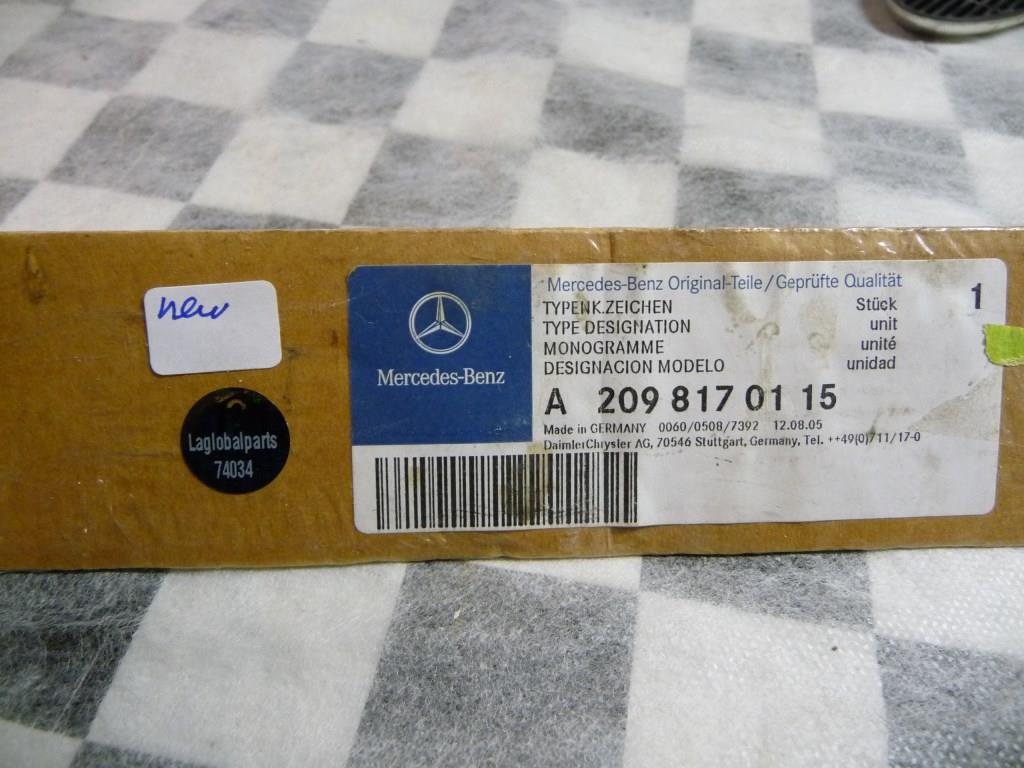 new
Laglobalparts
74034
Mercedes-Benz
Mercedes-Benz Original-Teile/Geprüfte Qualität
TYPENK.ZEICHEN Stück 1
TYPE DESIGNATION unit
MONOGRAMME unité
DESIGNACION MODELO unidad
A 209 817 01 15
Made in GERMANY 0060/0508/7392 12.08.05
DaimlerChrysler AG, 70546 Stuttgart, Germany, Tel. ++49(0)711/17-0